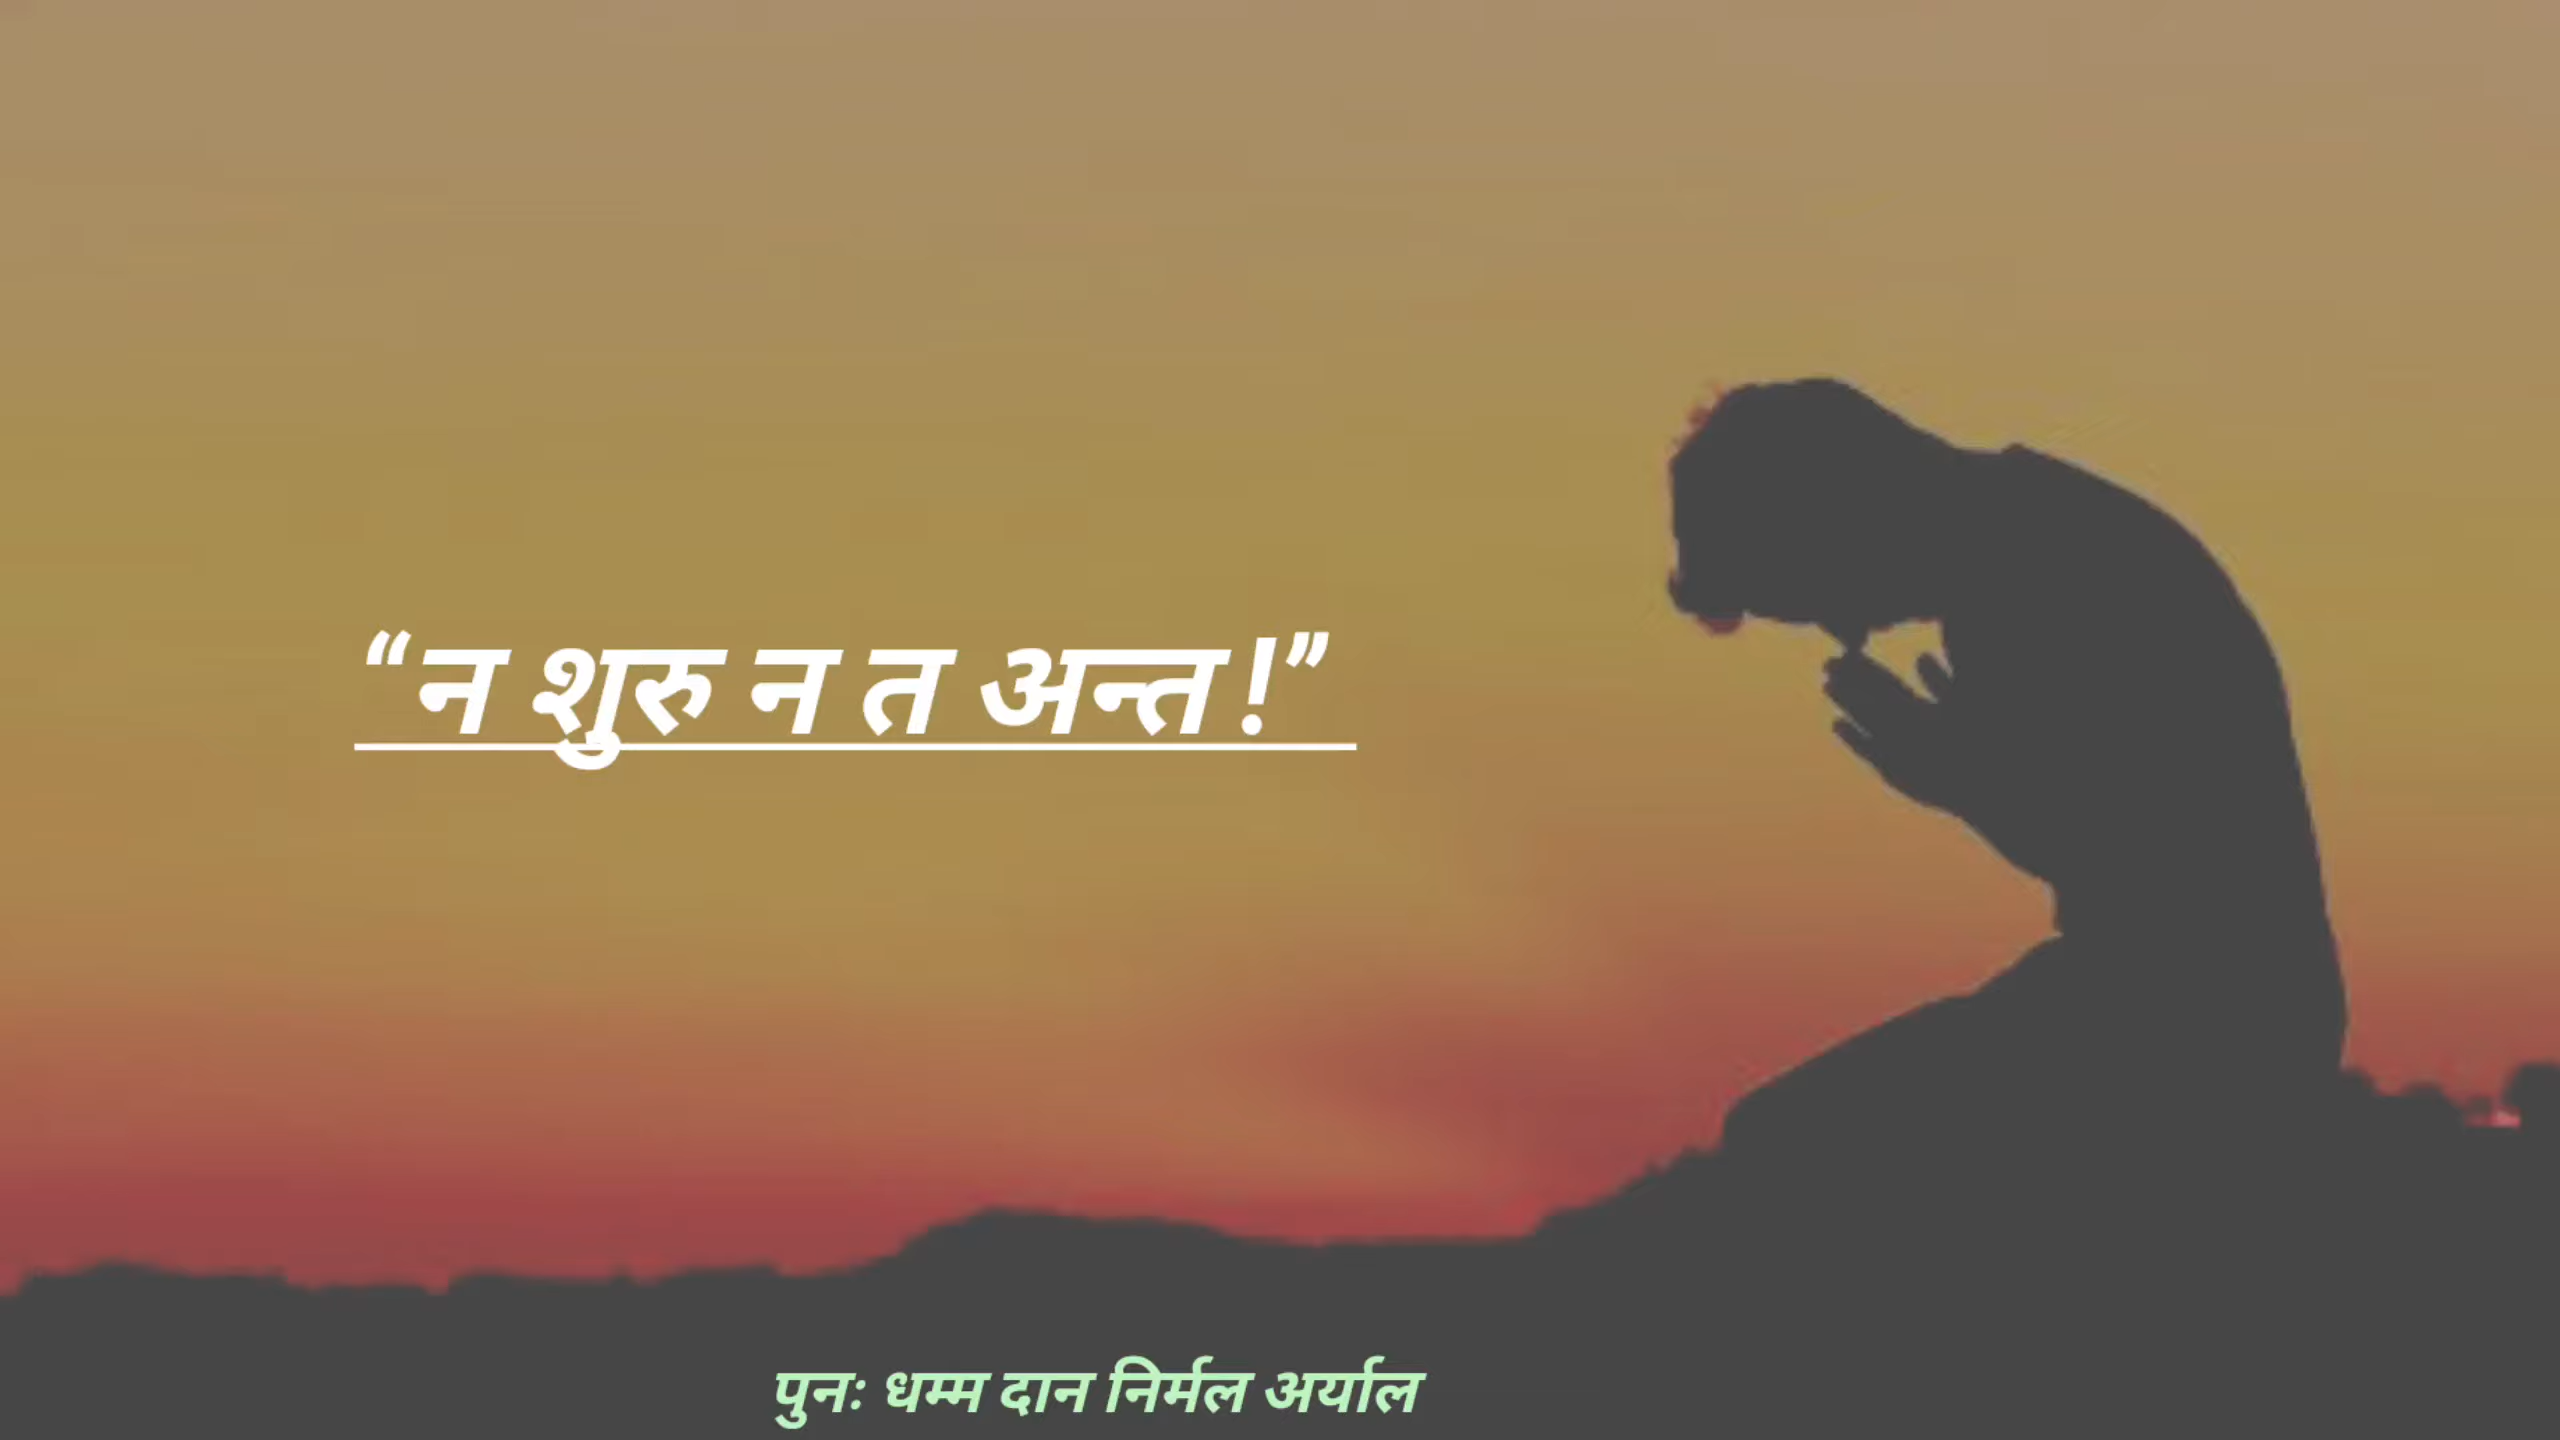 “न शुरु न त अन्त !”
पुनः धम्म दान निर्मल अर्याल